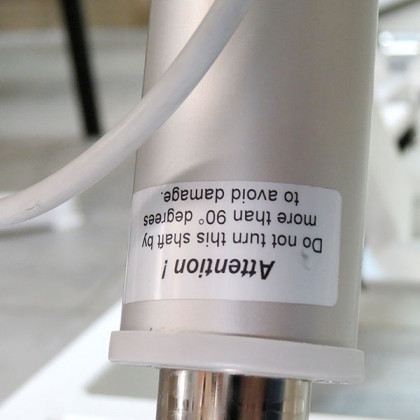 Attention !
Do not turn this shaft by
more than 90° degrees
to avoid damage.